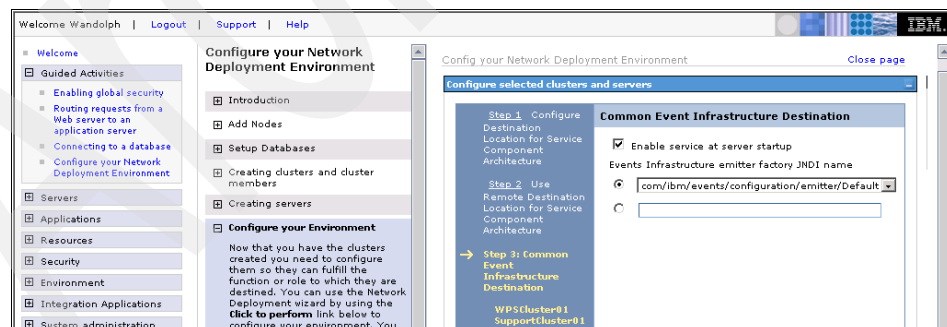 Welcome Wandolph | Logout | Support | Help
IBM.
Welcome
Guided Activities
Enabling global security
Routing requests from a
Web server to an
application server
Connecting to a database
Configure your Network
Deployment Environment
Servers
Applications
Resources
Security
Environment
Integration Applications
System administration
Configure your Network
Deployment Environment
Introduction
Add Nodes
Setup Databases
Creating clusters and cluster
members
Creating servers
Configure your Environment
Now that you have the clusters
created you need to configure
them so they can fulfill the
function or role to which they are
destined. You can use the Network
Deployment wizard by using the
Click to perform link below to
configure your environment. You
Config your Network Deployment Environment
Close page
Configure selected clusters and servers
Step 1 Configure
Destination
Location for Service
Component
Architecture
Step 2 Use
Remote Destination
Location for Service
Component
Architecture
Step 3: Common
Event
Infrastructure
Destination
WPSCluster01
SupportCluster01
Common Event Infrastructure Destination
Enable service at server startup
Events Infrastructure emitter factory JNDI name
com/ibm/events/configuration/emitter/Default